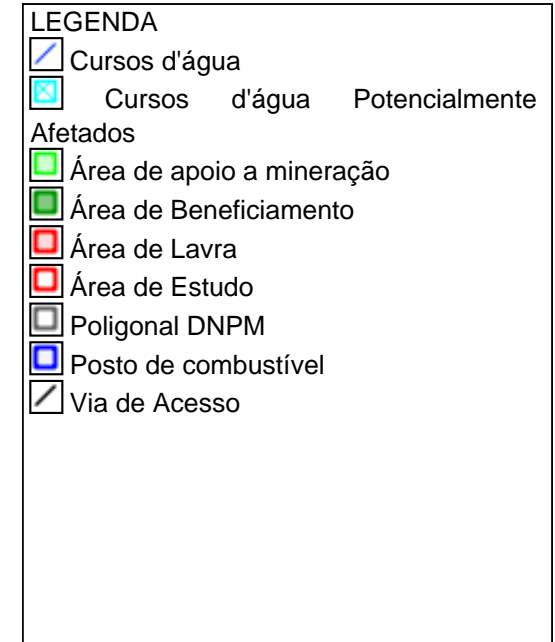 LEGENDA
Cursos d'água
Cursos d'água Potencialmente
Afetados
Área de apoio a mineração
Área de Beneficiamento
Área de Lavra
Área de Estudo
Poligonal DNPM
Posto de combustível
Via de Acesso